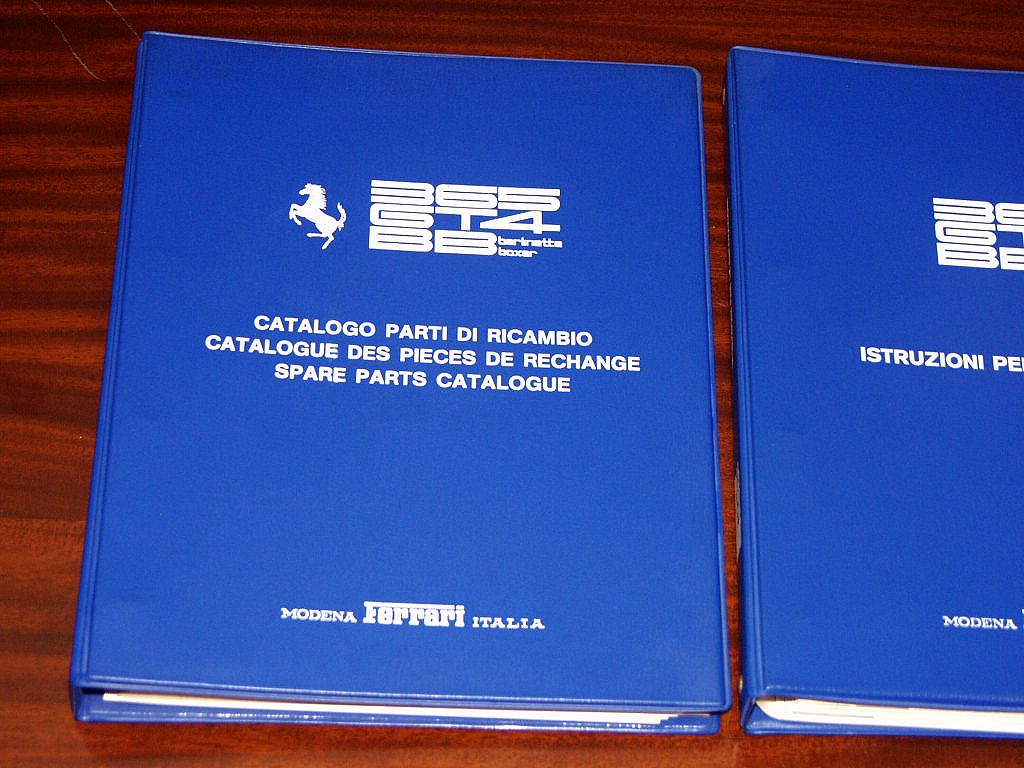 365
GT4
BB berlinetta
boxer
CATALOGO PARTI DI RICAMBIO
CATALOGUE DES PIECES DE RECHANGE
SPARE PARTS CATALOGUE
MODENA Ferrari ITALIA
ISTRUZIONI
MODENA